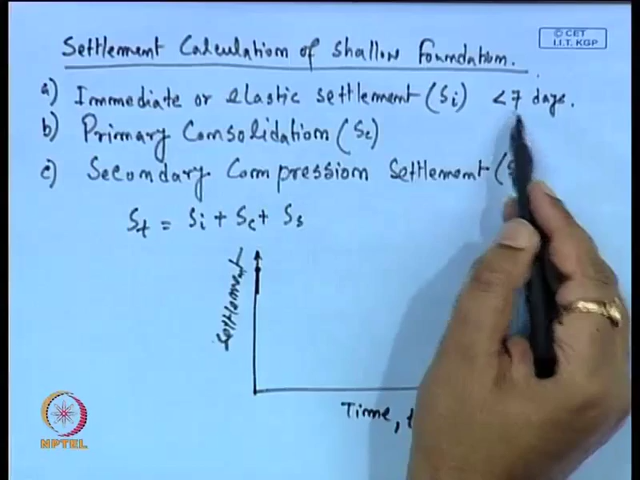 © CET
I.I.T. KGP
Settlement Calculation of Shallow Foundation.
a) Immediate or elastic settlement (Si) < 7 days.
b) Primary Consolidation (Sc)
c) Secondary Compression Settlement (
St = Si + Sc + Ss
Settlement
Time, t
NPTEL